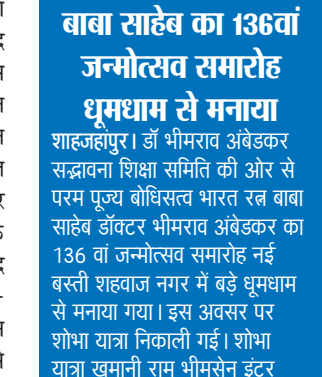 बाबा साहेब का 136वां
जन्मोत्सव समारोह
धूमधाम से मनाया
शाहजहांपुर। डॉ भीमराव अंबेडकर
सद्भावना शिक्षा समिति की ओर से
परम पूज्य बोधिसत्व भारत रत्न बाबा
साहेब डॉक्टर भीमराव अंबेडकर का
136 वां जन्मोत्सव समारोह नई
बस्ती शहवाज नगर में बड़े धूमधाम
से मनाया गया। इस अवसर पर
शोभा यात्रा निकाली गई। शोभा
यात्रा खमानी राम भीमसेन इंटर